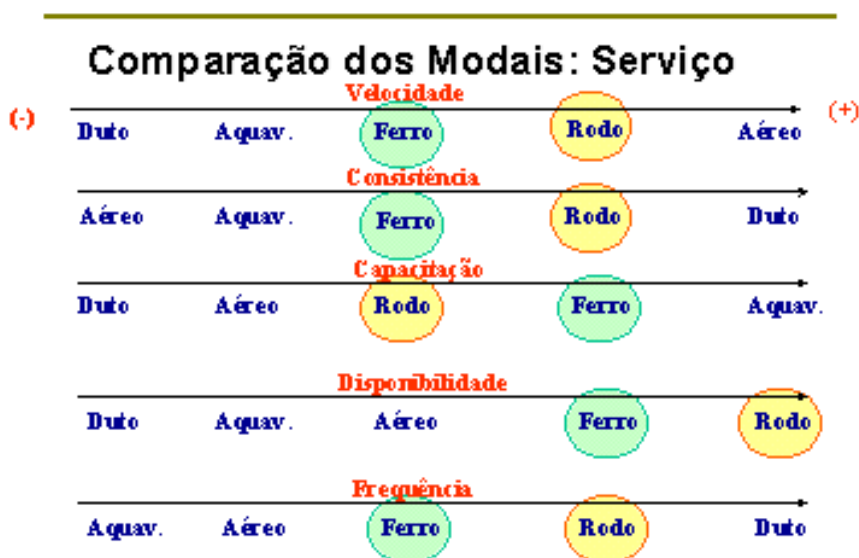 Comparação dos Modais: Serviço
Velocidade
(-) (+)
Duto Aquav. Ferro Rodo Aéreo
Consistência
Aéreo Aquav. Ferro Rodo Duto
Capacitação
Duto Aéreo Rodo Ferro Aquav.
Disponibilidade
Duto Aquav. Aéreo Ferro Rodo
Frequência
Aquav. Aéreo Ferro Rodo Duto